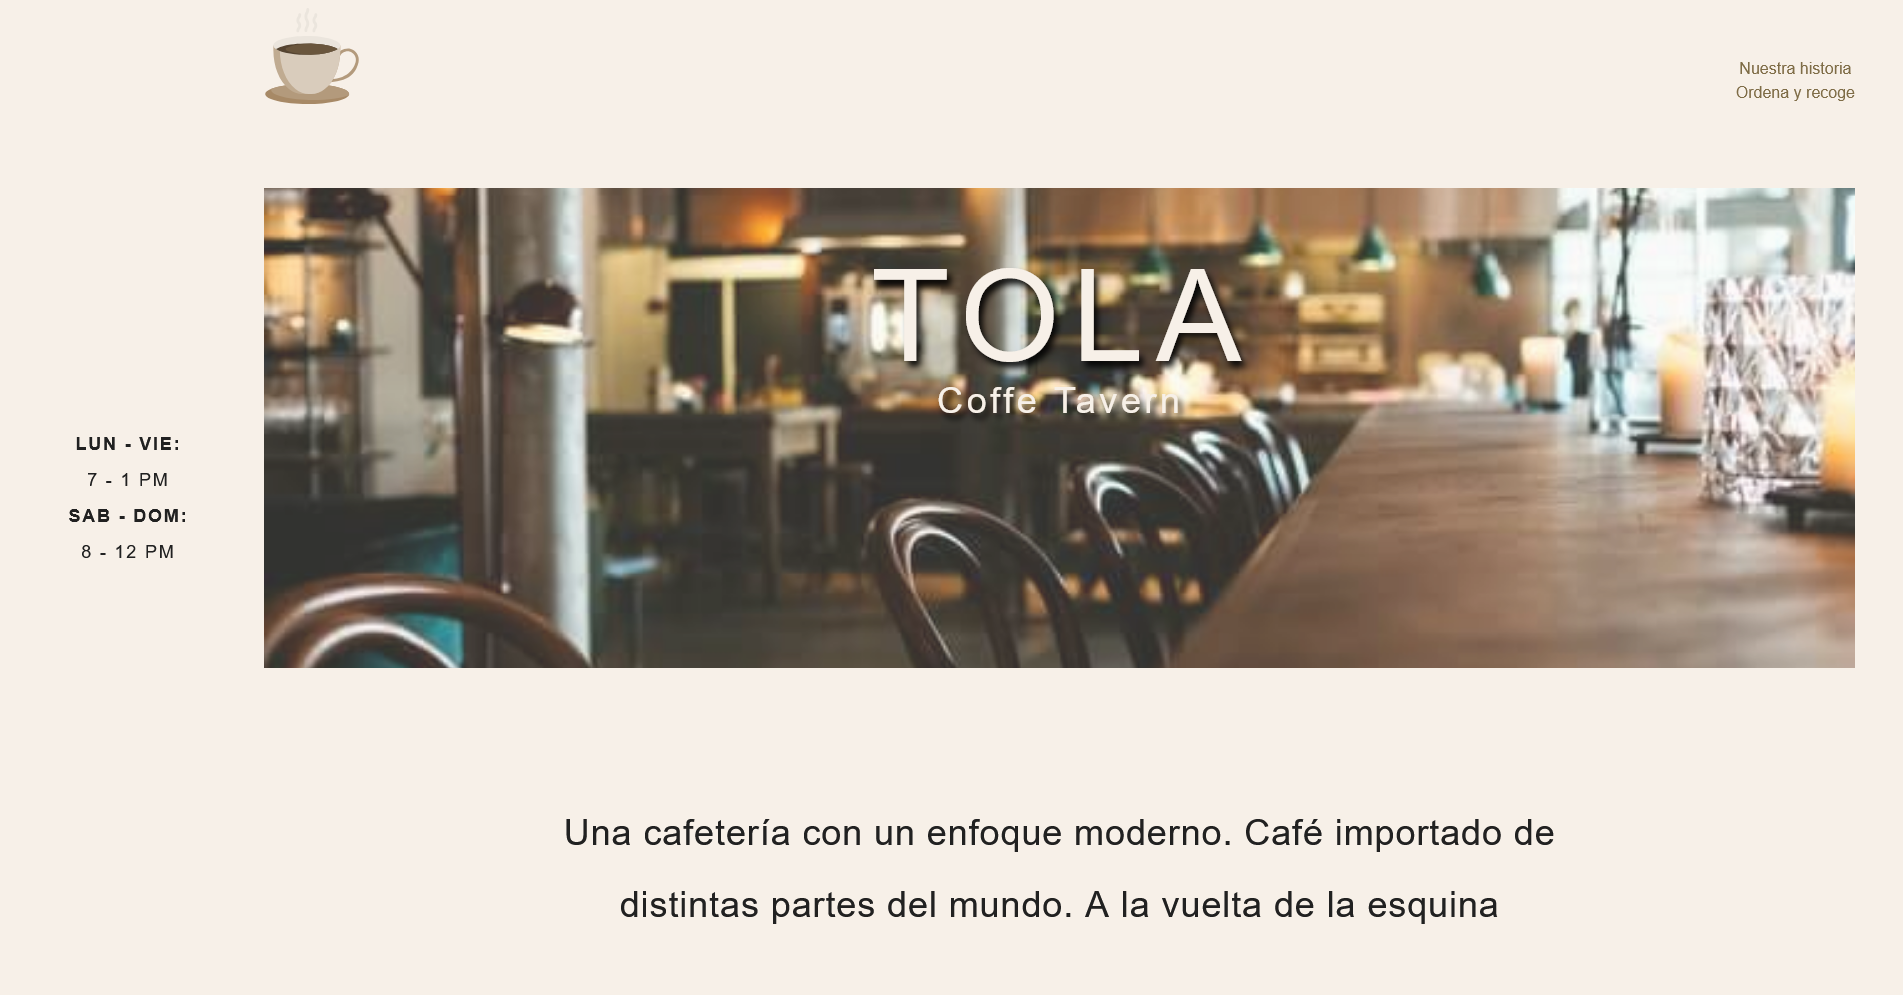 Nuestra historia
Ordena y recoge
TOLA
Coffe Tavern
LUN - VIE:
7 - 1 PM
SAB - DOM:
8 - 12 PM
Una cafetería con un enfoque moderno. Café importado de
distintas partes del mundo. A la vuelta de la esquina